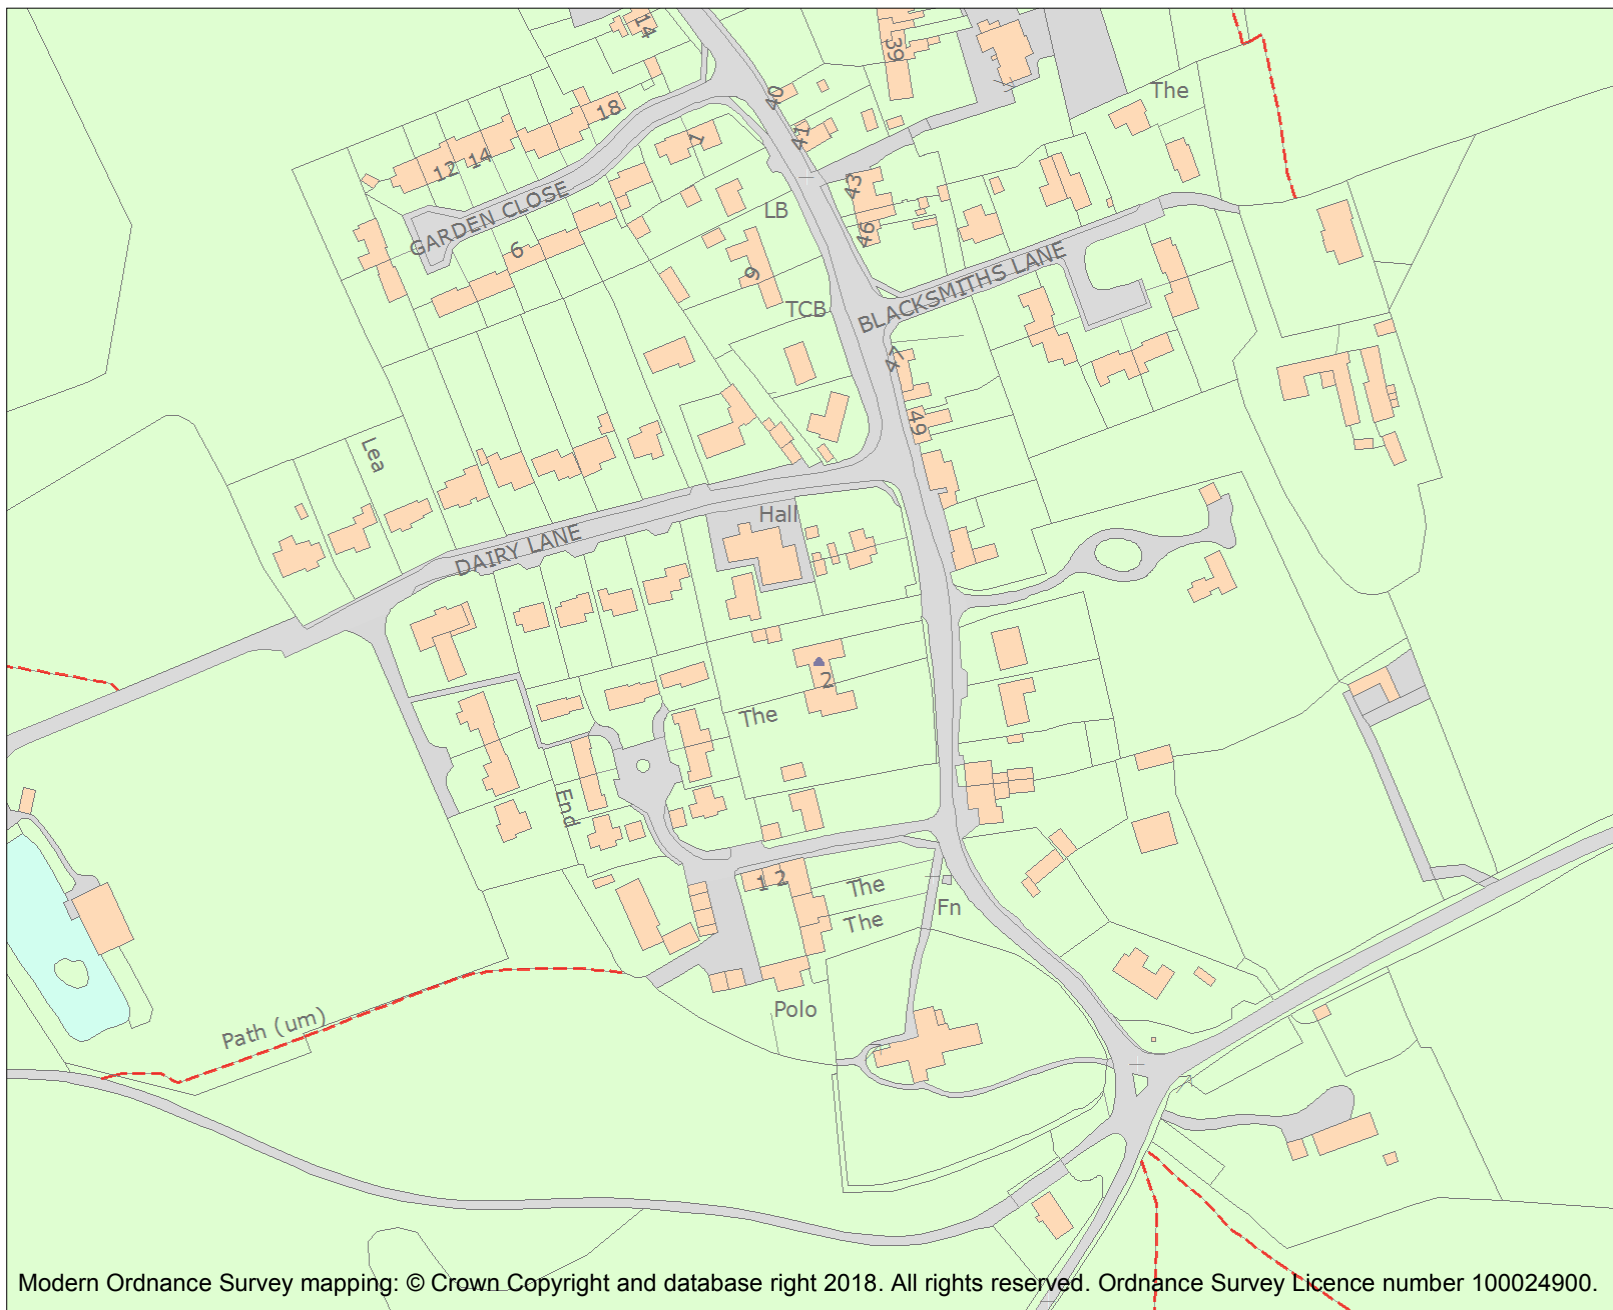 14
39
The
40
41
18
1
12
14
43
GARDEN CLOSE
LB
46
6
9
BLACKSMITHS LANE
TCB
47
49
Lea
Hall
DAIRY LANE
2
The
End
1 2
The
Fn
The
Polo
Path (um)
Modern Ordnance Survey mapping: © Crown Copyright and database right 2018. All rights reserved. Ordnance Survey Licence number 100024900.